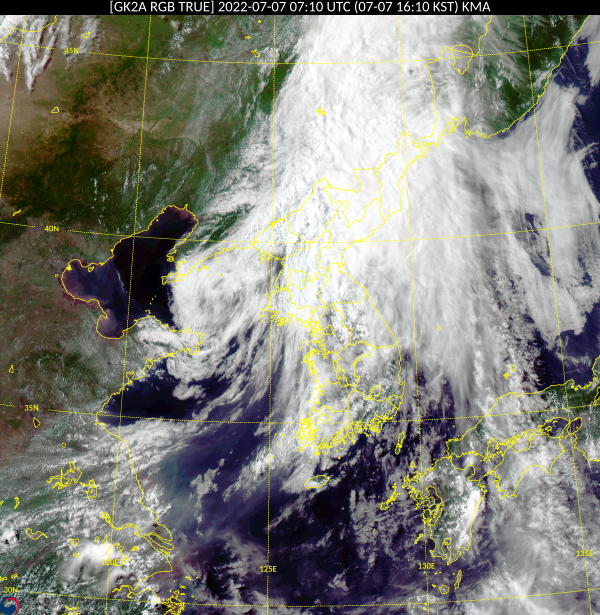 [GK2A RGB TRUE] 2022-07-07 07:10 UTC (07-07 16:10 KST) KMA
45N
40N
35N
125E
130E
135E
120E
30N